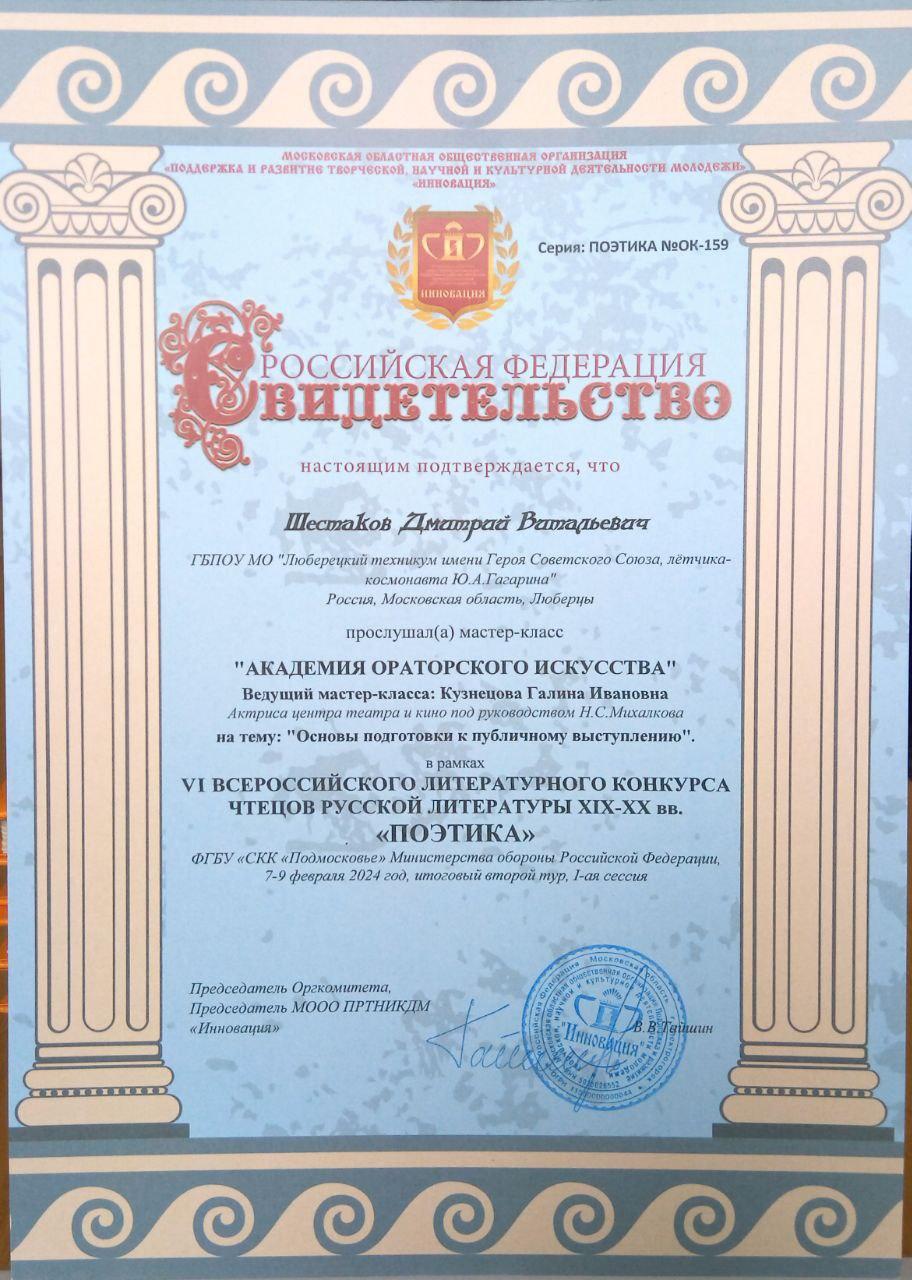 МОСКОВСКАЯ ОБЛАСТНАЯ ОБЩЕСТВЕННАЯ ОРГАНИЗАЦИЯ
«ПОДДЕРЖКА И РАЗВИТИЕ ТВОРЧЕСКОЙ, НАУЧНОЙ И КУЛЬТУРНОЙ ДЕЯТЕЛЬНОСТИ МОЛОДЕЖИ»
«ИННОВАЦИЯ»
Серия: ПОЭТИКА №ОК-159
ИННОВАЦИЯ
РОССИЙСКАЯ ФЕДЕРАЦИЯ
Свидетельство
настоящим подтверждается, что
Шестаков Дмитрий Витальевич
ГБПОУ МО "Люберецкий техникум имени Героя Советского Союза, лётчика-
космонавта Ю.А.Гагарина"
Россия, Московская область, Люберцы
прослушал(а) мастер-класс
"АКАДЕМИЯ ОРАТОРСКОГО ИСКУССТВА"
Ведущий мастер-класса: Кузнецова Галина Ивановна
Актриса центра театра и кино под руководством Н.С.Михалкова
на тему: "Основы подготовки к публичному выступлению".
в рамках
VI ВСЕРОССИЙСКОГО ЛИТЕРАТУРНОГО КОНКУРСА
ЧТЕЦОВ РУССКОЙ ЛИТЕРАТУРЫ XIX-XX вв.
«ПОЭТИКА»
ФГБУ «СКК «Подмосковье» Министерства обороны Российской Федерации,
7-9 февраля 2024 год, итоговый второй тур, I-ая сессия
Председатель Оргкомитета,
Председатель МООО ПРТНИКДМ
«Инновация»
В.В.Тайшин
Российская Федерация Московская область
"Инновация"